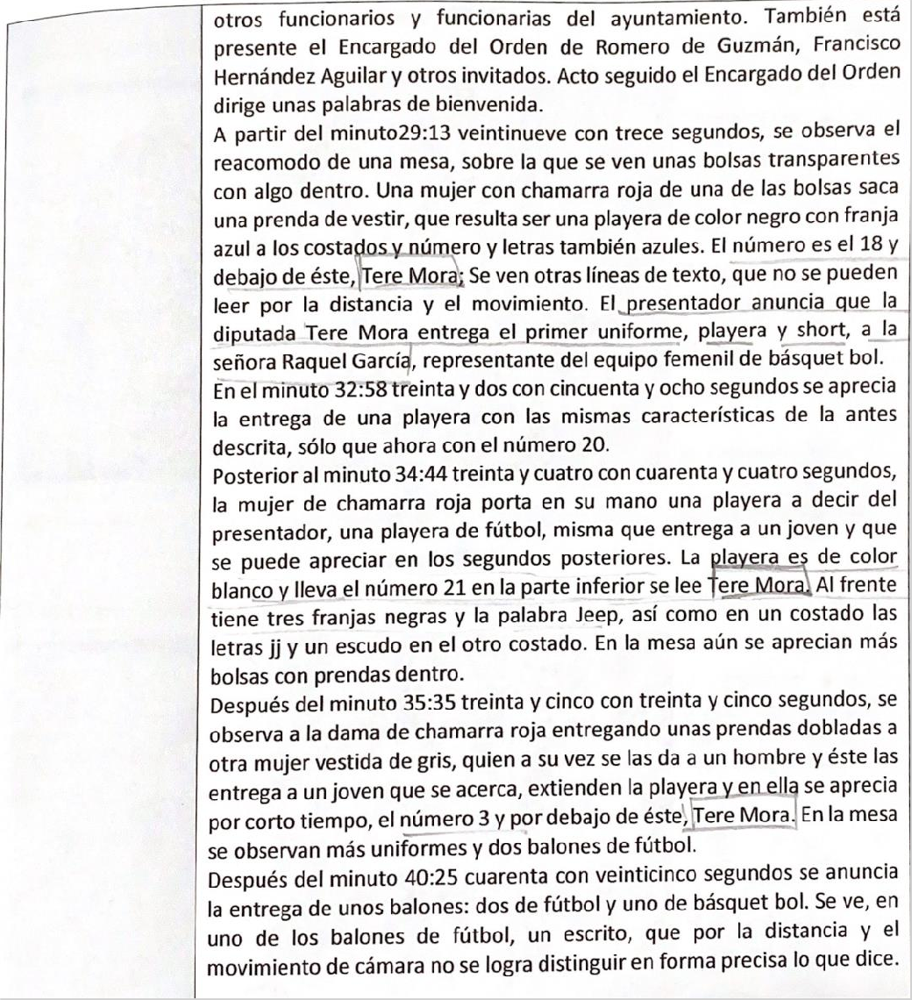 otros funcionarios y funcionarias del ayuntamiento. También está
presente el Encargado del Orden de Romero de Guzmán, Francisco
Hernández Aguilar y otros invitados. Acto seguido el Encargado del Orden
dirige unas palabras de bienvenida.
A partir del minuto29:13 veintinueve con trece segundos, se observa el
reacomodo de una mesa, sobre la que se ven unas bolsas transparentes
con algo dentro. Una mujer con chamarra roja de una de las bolsas saca
una prenda de vestir, que resulta ser una playera de color negro con franja
azul a los costados y número y letras también azules. El número es el 18 y
debajo de éste, Tere Mora; Se ven otras líneas de texto, que no se pueden
leer por la distancia y el movimiento. El presentador anuncia que la
diputada Tere Mora entrega el primer uniforme, playera y short, a la
señora Raquel García, representante del equipo femenil de básquet bol.
En el minuto 32:58 treinta y dos con cincuenta y ocho segundos se aprecia
la entrega de una playera con las mismas características de la antes
descrita, sólo que ahora con el número 20.
Posterior al minuto 34:44 treinta y cuatro con cuarenta y cuatro segundos,
la mujer de chamarra roja porta en su mano una playera a decir del
presentador, una playera de fútbol, misma que entrega a un joven y que
se puede apreciar en los segundos posteriores. La playera es de color
blanco y lleva el número 21 en la parte inferior se lee Tere Mora. Al frente
tiene tres franjas negras y la palabra Jeep, así como en un costado las
letras jj y un escudo en el otro costado. En la mesa aún se aprecian más
bolsas con prendas dentro.
Después del minuto 35:35 treinta y cinco con treinta y cinco segundos, se
observa a la dama de chamarra roja entregando unas prendas dobladas a
otra mujer vestida de gris, quien a su vez se las da a un hombre y éste las
entrega a un joven que se acerca, extienden la playera y en ella se aprecia
por corto tiempo, el número 3 y por debajo de éste, Tere Mora. En la mesa
se observan más uniformes y dos balones de fútbol.
Después del minuto 40:25 cuarenta con veinticinco segundos se anuncia
la entrega de unos balones: dos de fútbol y uno de básquet bol. Se ve, en
uno de los balones de fútbol, un escrito, que por la distancia y el
movimiento de cámara no se logra distinguir en forma precisa lo que dice.